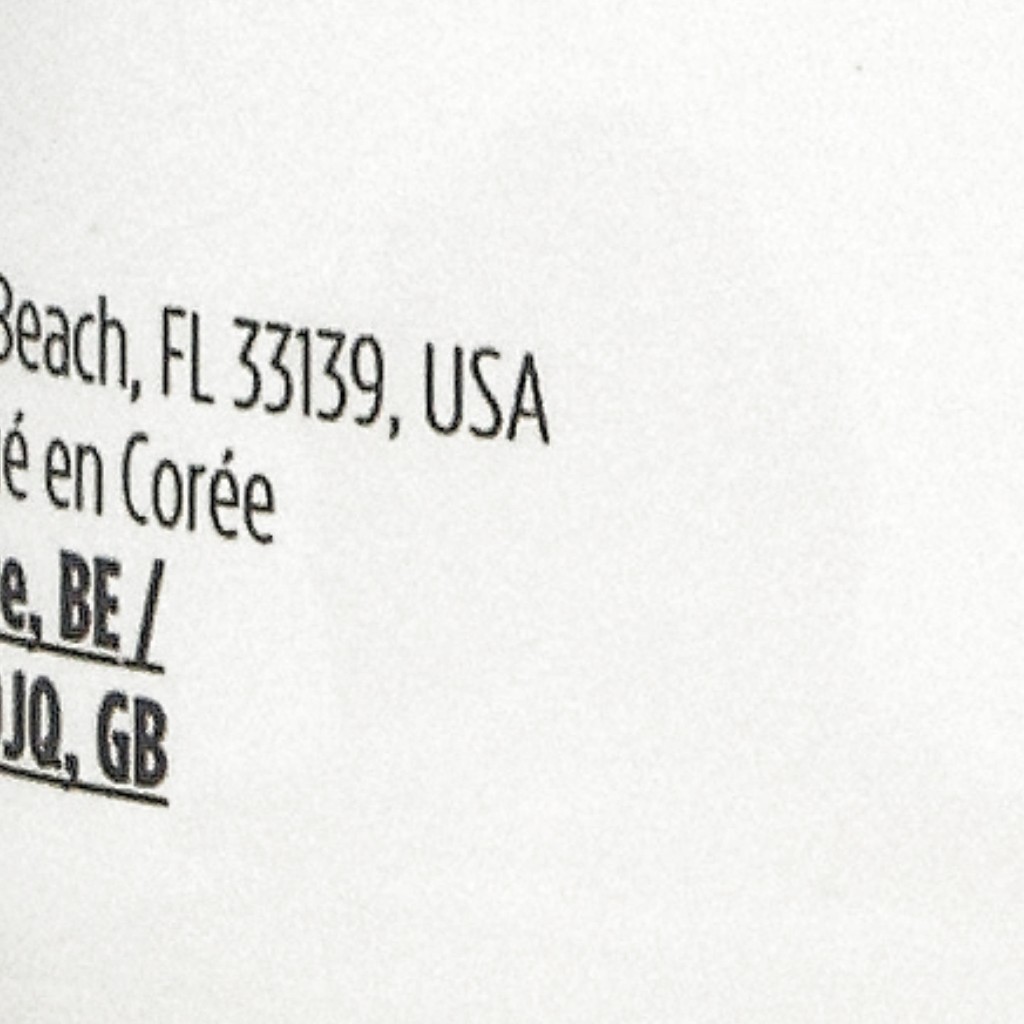 Beach, FL 33139, USA
é en Corée
e, BE /
JQ, GB